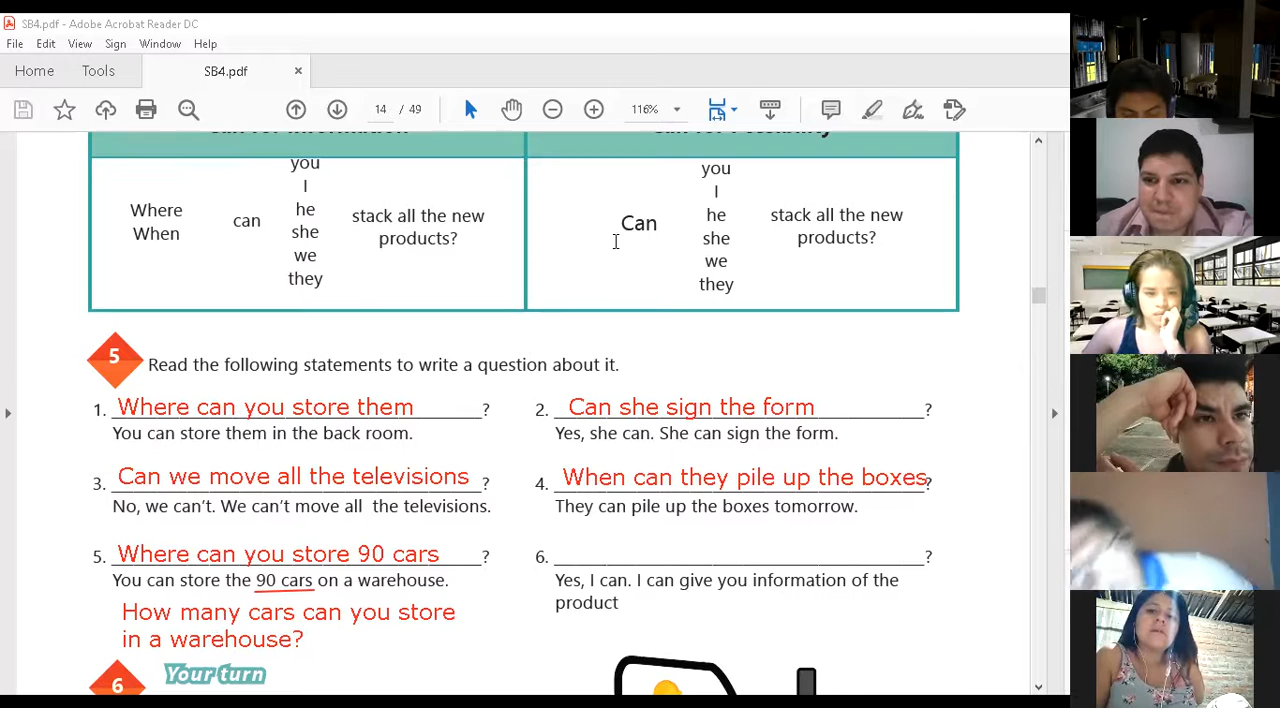 SB4.pdf - Adobe Acrobat Reader DC
File Edit View Window Sign Help
Home Tools SB4.pdf ×
14 / 49 116%
you
I
he
she
we
they
Where
When
can
stack all the new
products?
Can
you
I
he
she
we
they
stack all the new
products?
5 Read the following statements to write a question about it.
1. Where can you store them ?
You can store them in the back room.
2. Can she sign the form ?
Yes, she can. She can sign the form.
3. Can we move all the televisions ?
No, we can't. We can't move all the televisions.
4. When can they pile up the boxes ?
They can pile up the boxes tomorrow.
5. Where can you store 90 cars ?
You can store the 90 cars on a warehouse.
How many cars can you store
in a warehouse?
6. ?
Yes, I can. I can give you information of the
product
6 Your turn